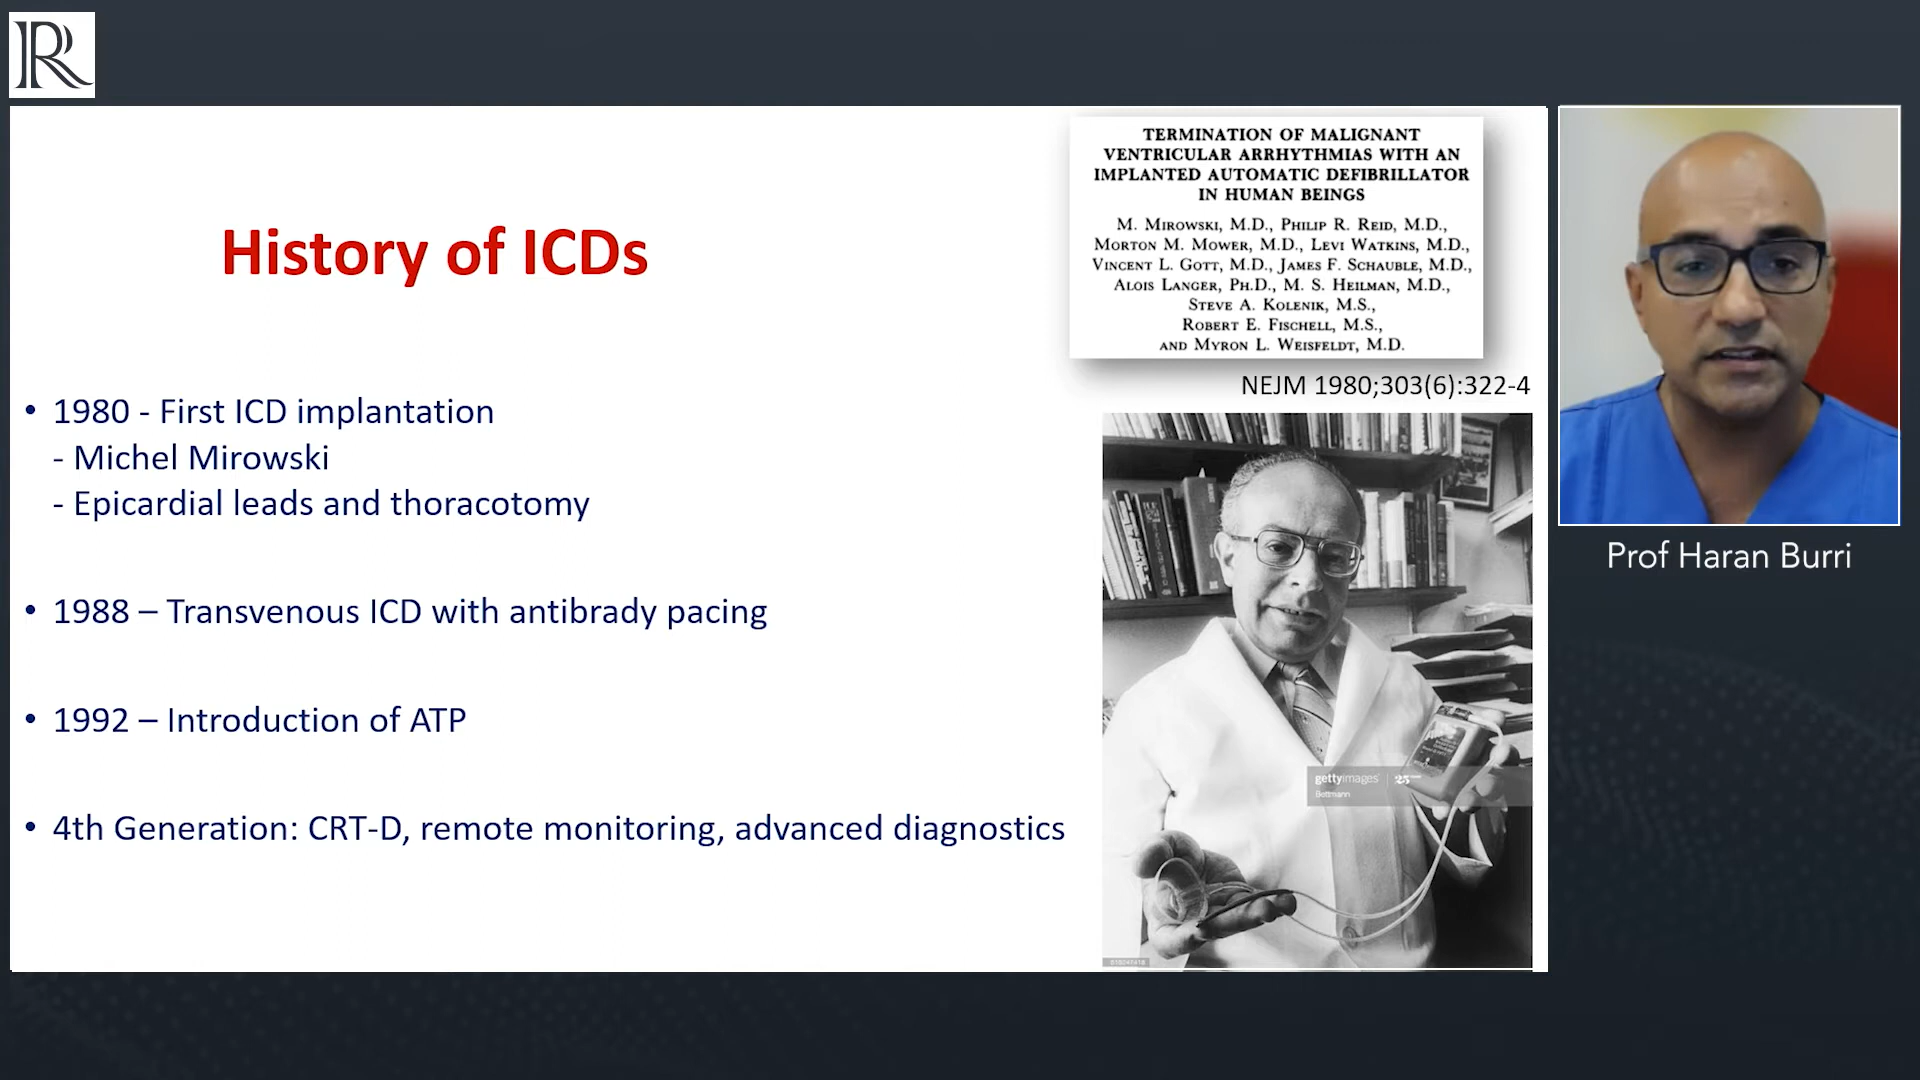 R
History of ICDs
• 1980 - First ICD implantation
- Michel Mirowski
- Epicardial leads and thoracotomy
• 1988 – Transvenous ICD with antibrady pacing
• 1992 – Introduction of ATP
• 4th Generation: CRT-D, remote monitoring, advanced diagnostics
TERMINATION OF MALIGNANT
VENTRICULAR ARRHYTHMIAS WITH AN
IMPLANTED AUTOMATIC DEFIBRILLATOR
IN HUMAN BEINGS
M. MIROWSKI, M.D., PHILIP R. REID, M.D.,
MORTON M. MOWER, M.D., LEVI WATKINS, M.D.,
VINCENT L. GOTT, M.D., JAMES F. SCHAUBLE, M.D.,
ALOIS LANGER, PH.D., M. S. HEILMAN, M.D.,
STEVE A. KOLENIK, M.S.,
ROBERT E. FISCHELL, M.S.,
AND MYRON L. WEISFELDT, M.D.
NEJM 1980;303(6):322-4
gettyimages
Bettmann
Prof Haran Burri